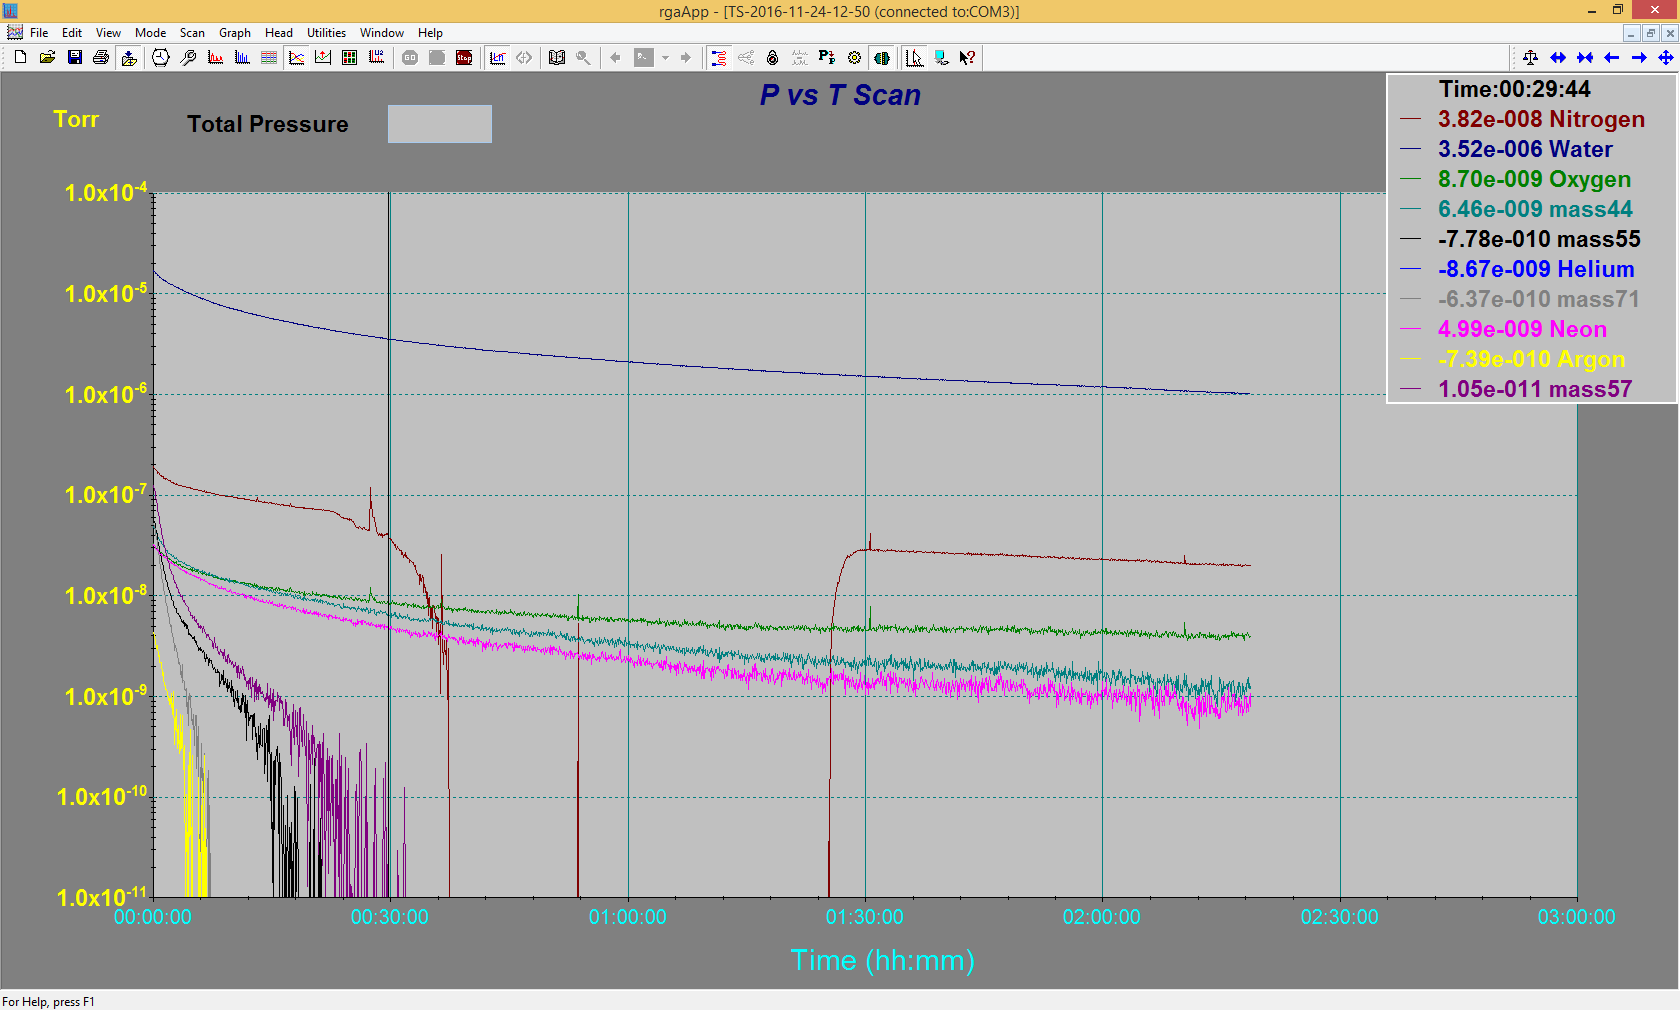 rgaApp - [TS-2016-11-24-12-50 (connected to:COM3)]
File Edit View Mode Scan Graph Head Utilities Window Help
GO Stop
P vs T Scan
Torr
Total Pressure
Time:00:29:44
3.82e-008 Nitrogen
3.52e-006 Water
8.70e-009 Oxygen
6.46e-009 mass44
-7.78e-010 mass55
-8.67e-009 Helium
-6.37e-010 mass71
4.99e-009 Neon
-7.39e-010 Argon
1.05e-011 mass57
1.0x10-4
1.0x10-5
1.0x10-6
1.0x10-7
1.0x10-8
1.0x10-9
1.0x10-10
1.0x10-11
00:00:00 00:30:00 01:00:00 01:30:00 02:00:00 02:30:00 03:00:00
Time (hh:mm)
For Help, press F1